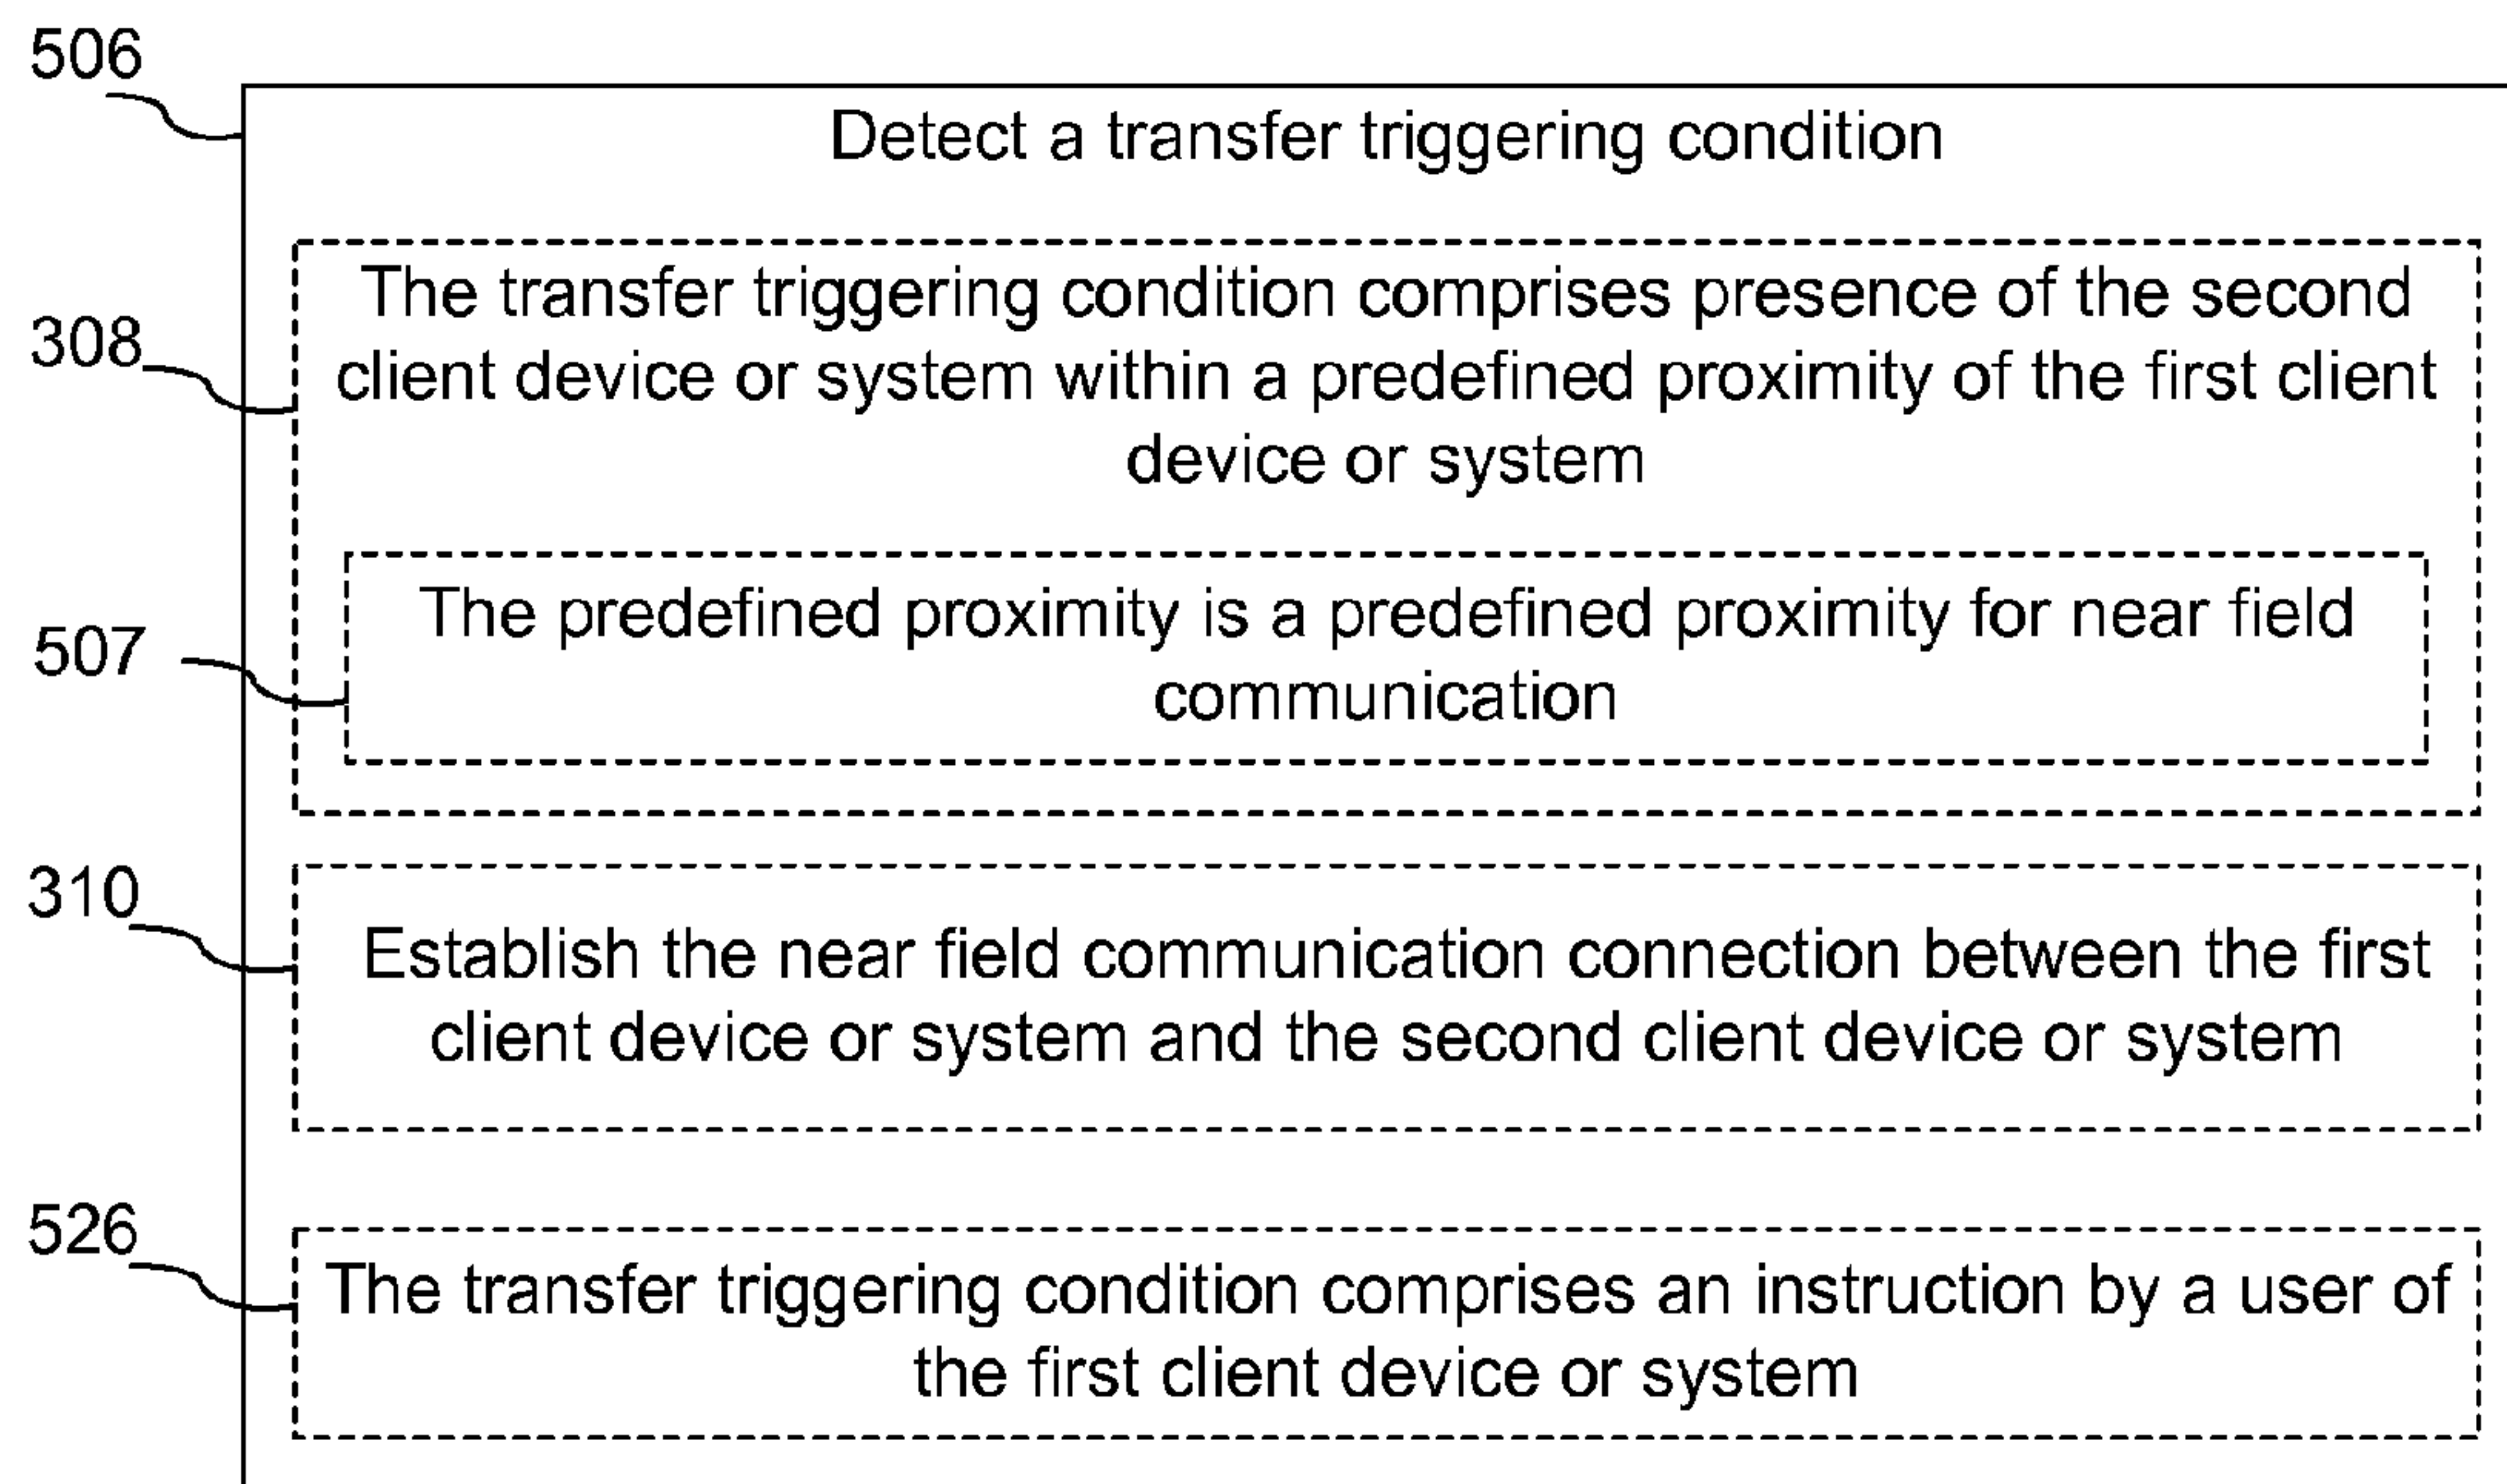 506
Detect a transfer triggering condition
308
The transfer triggering condition comprises presence of the second
client device or system within a predefined proximity of the first client
device or system
507
The predefined proximity is a predefined proximity for near field
communication
310
Establish the near field communication connection between the first
client device or system and the second client device or system
526
The transfer triggering condition comprises an instruction by a user of
the first client device or system